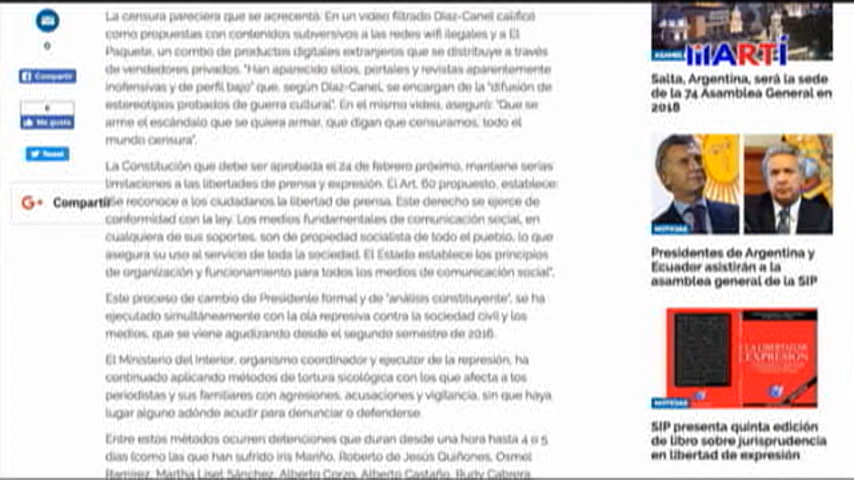 La censura pareciera que se acrecentó. En un video filtrado Díaz-Canel calificó
como propuestas con contenidos subversivos a las redes wifi ilegales y a El
Paquete, un combo de productos digitales extranjeros que se distribuye a través
de vendedores privados. "Han aparecido sitios, portales y revistas aparentemente
inofensivas y de perfil bajo" que, según Díaz-Canel, se encargan de la "difusión de
estereotipos probados de guerra cultural". En el mismo video, aseguró: "Que se
arme el escándalo que se quiera armar, que digan que censuramos, todo el
mundo censura".
La Constitución que debe ser aprobada el 24 de febrero próximo, mantiene serias
limitaciones a las libertades de prensa y expresión. El Art. 60 propuesto, establece:
Se reconoce a los ciudadanos la libertad de prensa. Este derecho se ejerce de
conformidad con la ley. Los medios fundamentales de comunicación social, en
cualquiera de sus soportes, son de propiedad socialista de todo el pueblo, lo que
asegura su uso al servicio de toda la sociedad. El Estado establece los principios
de organización y funcionamiento para todos los medios de comunicación social".
Este proceso de cambio de Presidente formal y de "análisis constituyente", se ha
ejecutado simultáneamente con la ola represiva contra la sociedad civil y los
medios, que se viene agudizando desde el segundo semestre de 2016.
El Ministerio del Interior, organismo coordinador y ejecutor de la represión, ha
continuado aplicando métodos de tortura sicológica con los que afecta a los
periodistas y sus familiares con agresiones, acusaciones y vigilancia, sin que haya
lugar alguno adónde acudir para denunciar o defenderse.
Entre estos métodos ocurren detenciones que duran desde una hora hasta 4 o 5
días (como las que han sufrido Iris Mariño, Roberto de Jesús Quiñones, Osmel
Ramírez, Martha Liset Sánchez, Alberto Corzo, Alberto Castaño, Rudy Cabrera,
0
Compartir
6
Me gusta
Tweet
G+ Compartir
MARTÍ
Salta, Argentina, será la sede
de la 74 Asamblea General en
2018
NOTICIAS
Presidentes de Argentina y
Ecuador asistirán a la
asamblea general de la SIP
LA LIBERTAD DE
EXPRESIÓN
NOTICIAS
SIP presenta quinta edición
de libro sobre jurisprudencia
en libertad de expresión